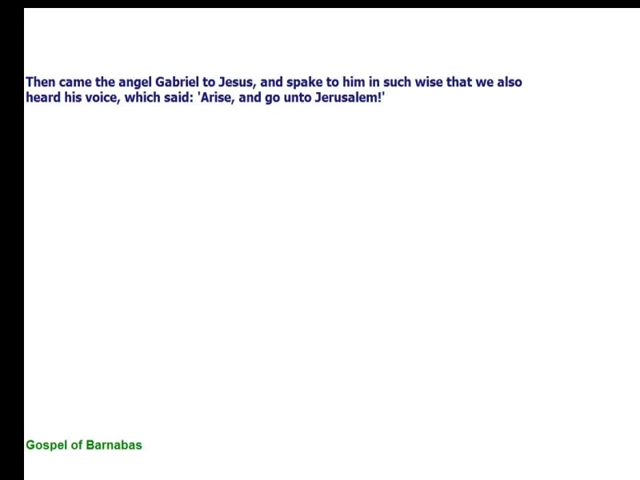 Then came the angel Gabriel to Jesus, and spake to him in such wise that we also
heard his voice, which said: 'Arise, and go unto Jerusalem!'
Gospel of Barnabas